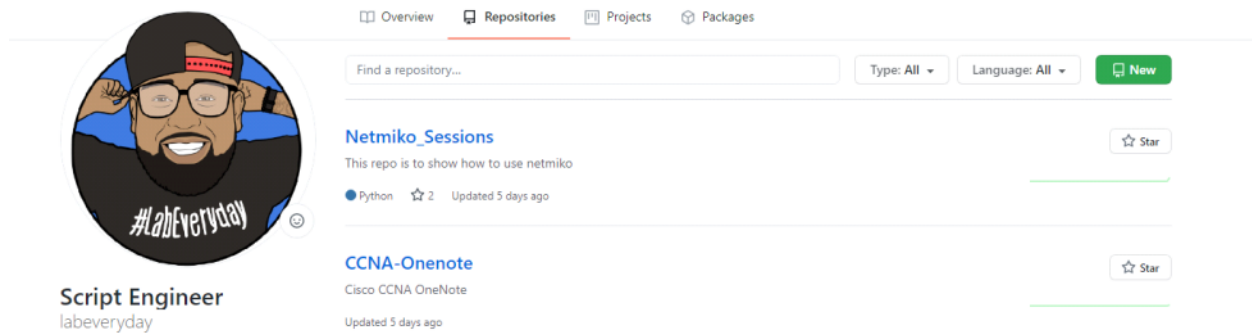 Overview Repositories Projects Packages
Find a repository... Type: All Language: All New
Netmiko_Sessions
Star
This repo is to show how to use netmiko
Python 2 Updated 5 days ago
#LabEveryday
CCNA-Onenote
Star
Cisco CCNA OneNote
Updated 5 days ago
Script Engineer
labeveryday